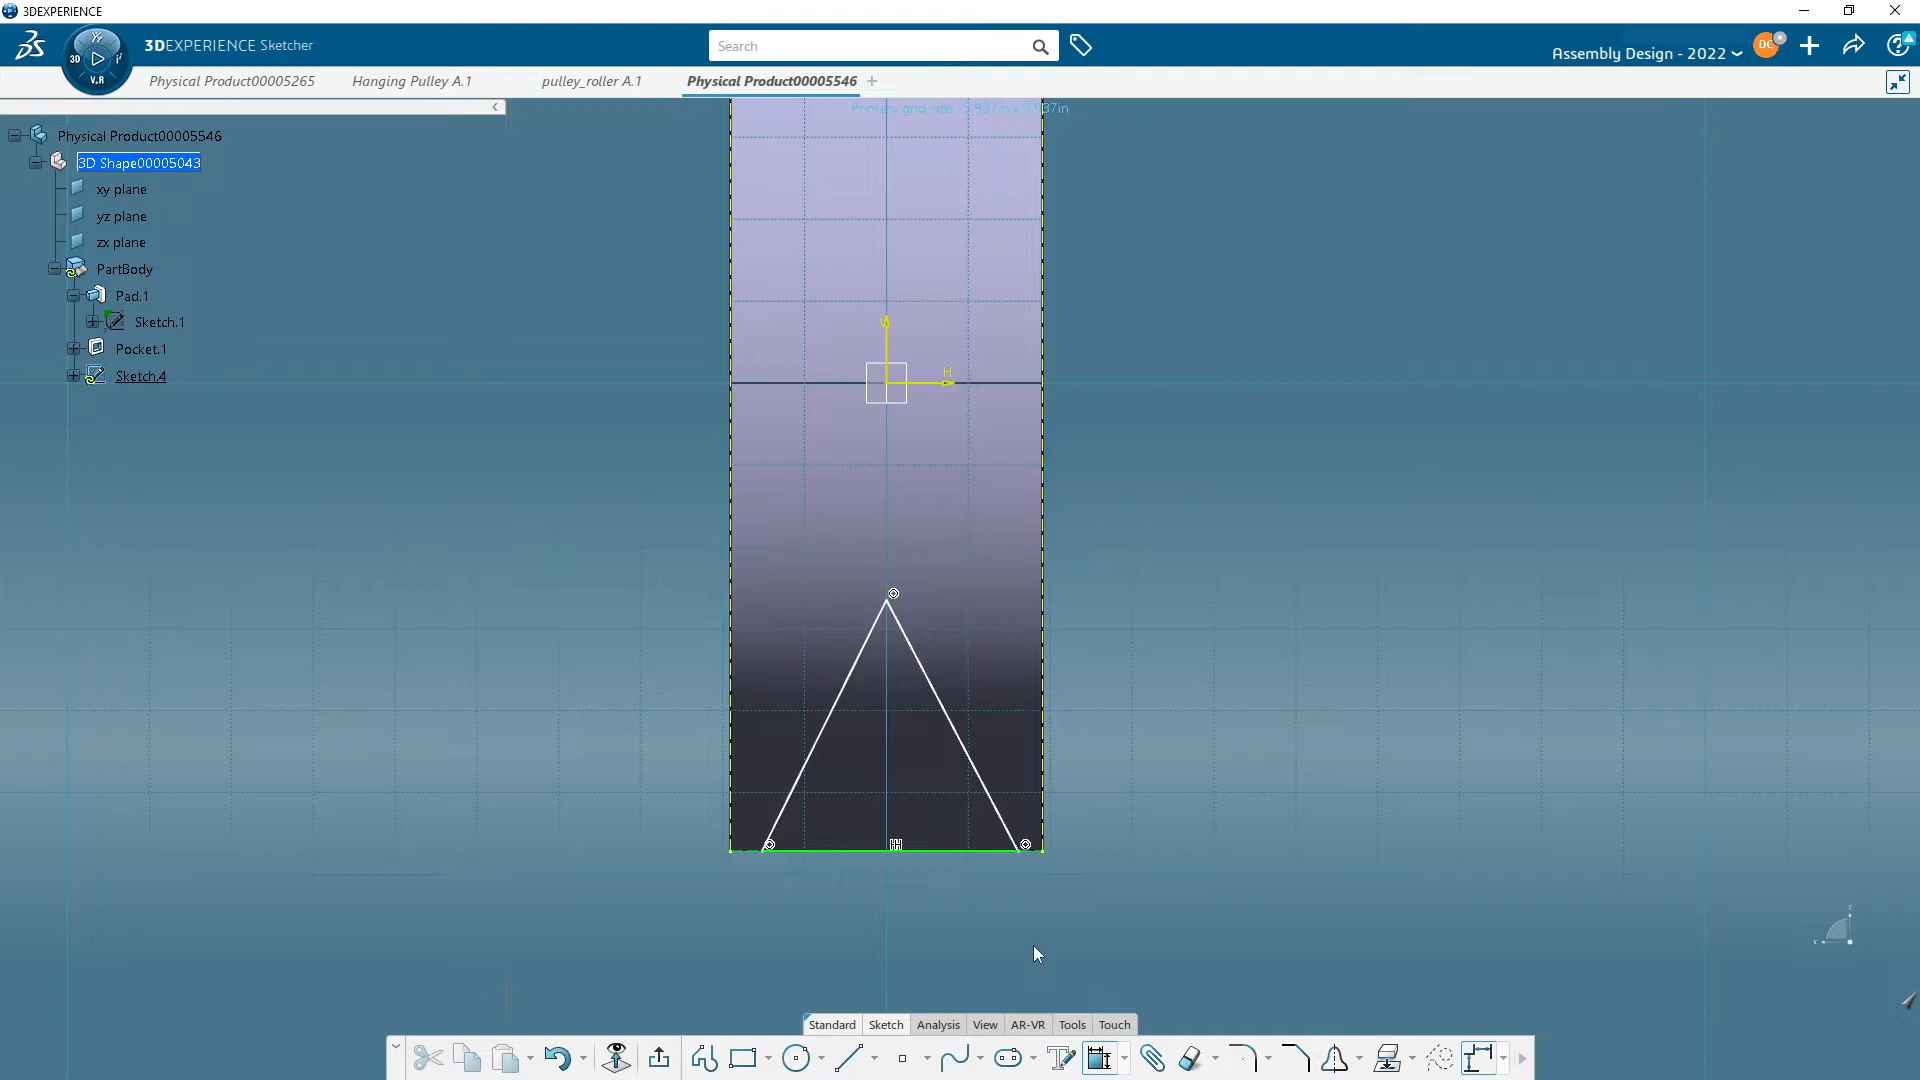 3DEXPERIENCE
3DEXPERIENCE Sketcher
3D
V.R
Search
Assembly Design - 2022
DC
Physical Product00005265
Hanging Pulley A.1
pulley_roller A.1
Physical Product00005546
Physical Product00005546
3D Shape00005043
xy plane
yz plane
zx plane
PartBody
Pad.1
Sketch.1
Pocket.1
Sketch.4
V
H
Standard
Sketch
Analysis
View
AR-VR
Tools
Touch